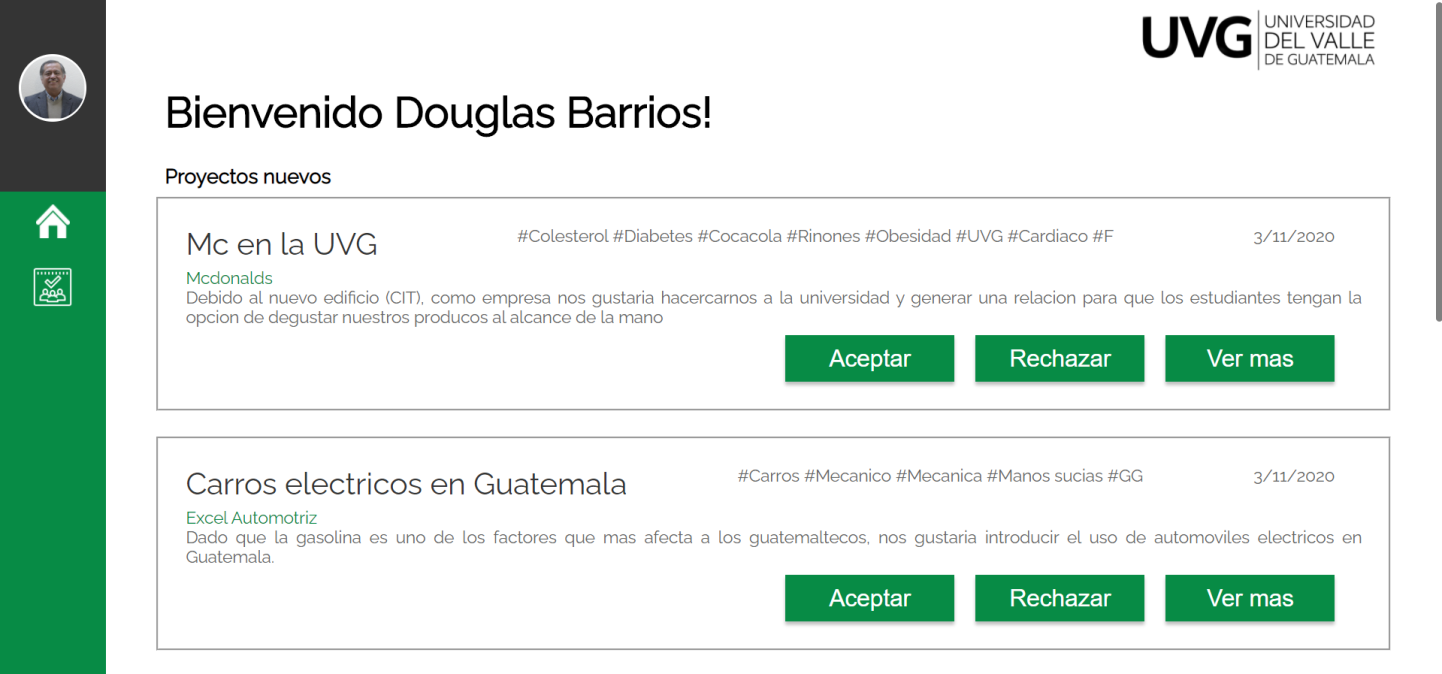 UVG
UNIVERSIDAD
DEL VALLE
DE GUATEMALA
Bienvenido Douglas Barrios!
Proyectos nuevos
Mc en la UVG
#Colesterol #Diabetes #Cocacola #Rinones #Obesidad #UVG #Cardiaco #F
3/11/2020
Mcdonalds
Debido al nuevo edificio (CIT), como empresa nos gustaria hacercarnos a la universidad y generar una relacion para que los estudiantes tengan la
opcion de degustar nuestros producos al alcance de la mano
Aceptar
Rechazar
Ver mas
Carros electricos en Guatemala
#Carros #Mecanico #Mecanica #Manos sucias #GG
3/11/2020
Excel Automotriz
Dado que la gasolina es uno de los factores que mas afecta a los guatemaltecos, nos gustaria introducir el uso de automoviles electricos en
Guatemala.
Aceptar
Rechazar
Ver mas